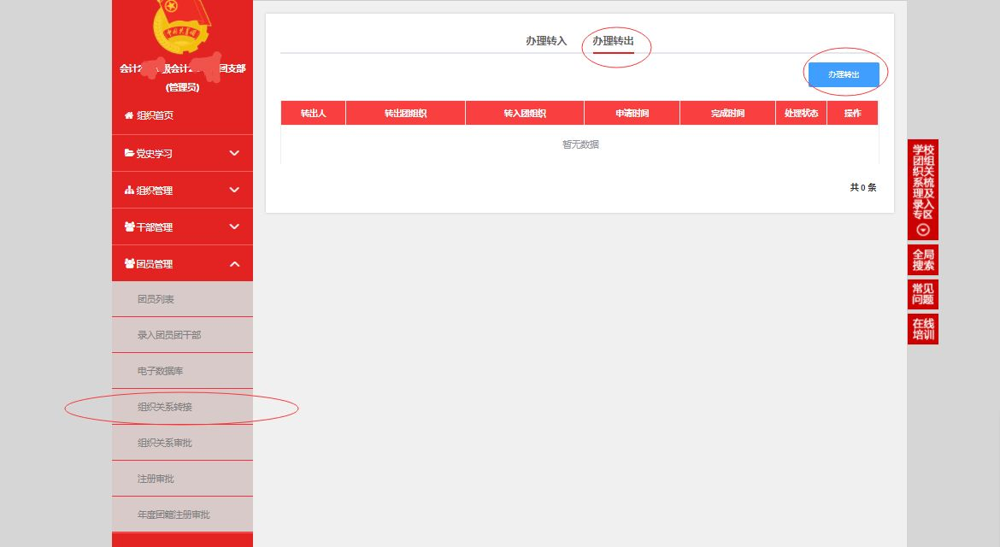 中国共青团
会计2 级会计 团支部
(管理员)
组织首页
党史学习
组织管理
干部管理
团员管理
团员列表
录入团员团干部
电子数据库
组织关系转接
组织关系审批
注册审批
年度团籍注册审批
办理转入 办理转出
办理转出
转出人 转出团组织 转入团组织 申请时间 完成时间 处理状态 操作
暂无数据
共 0 条
学校
团组
织关
系梳
理及
录入
专区
全局
搜索
常见
问题
在线
培训